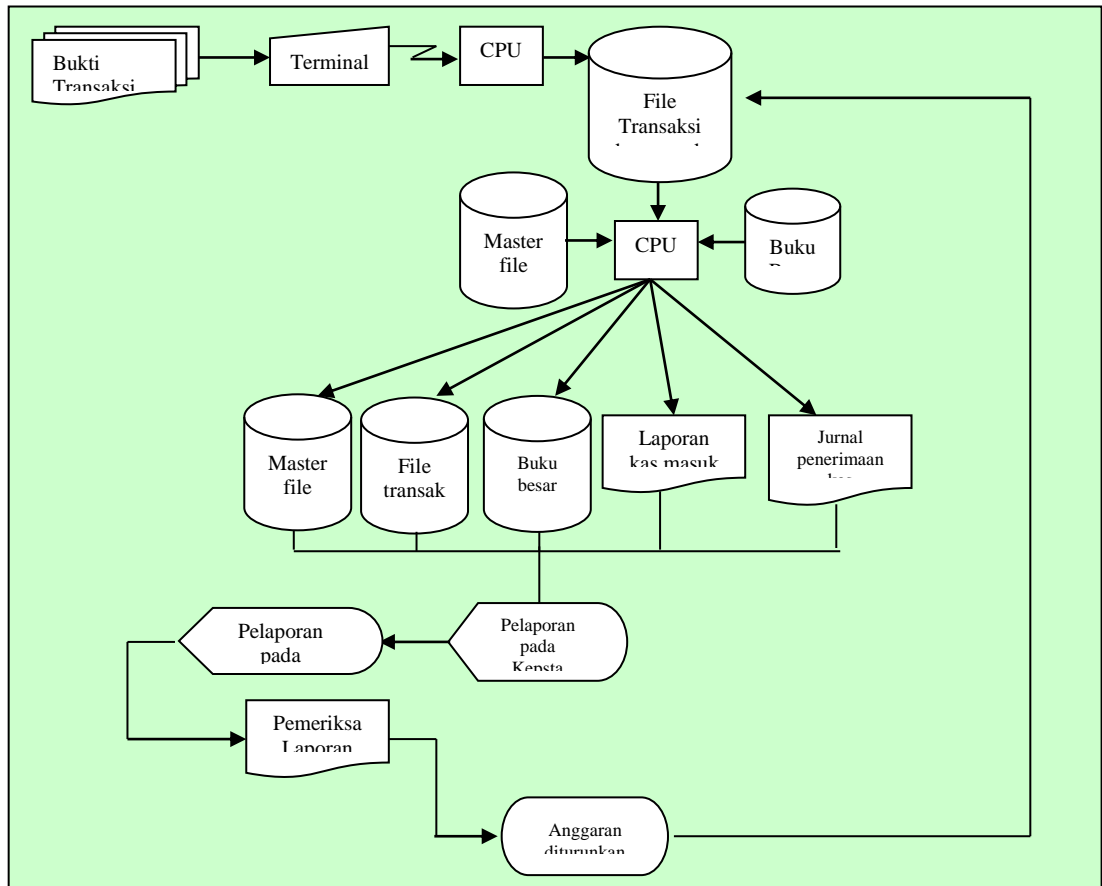 Bukti
Transaksi
Terminal
CPU
File
Transaksi
Master
file
CPU
Buku
Master
file
File
transak
Buku
besar
Laporan
kas masuk
Jurnal
penerimaan
Pelaporan
pada
Pelaporan
pada
Kepsta
Pemeriksa
Laporan
Anggaran
diturunkan